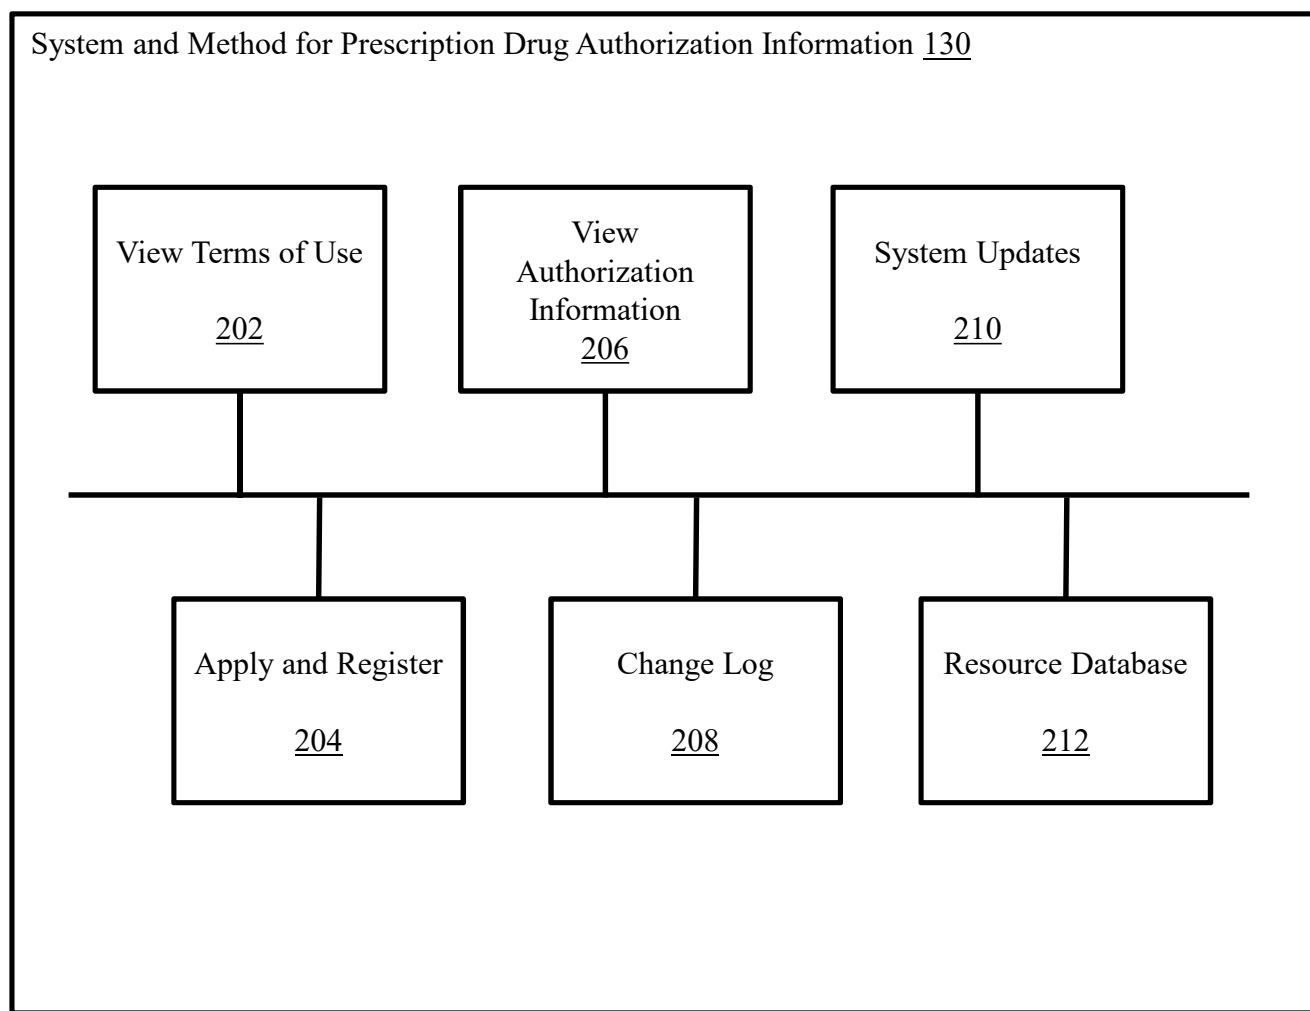 System and Method for Prescription Drug Authorization Information 130
View Terms of Use
202
View
Authorization
Information
206
System Updates
210
Apply and Register
204
Change Log
208
Resource Database
212